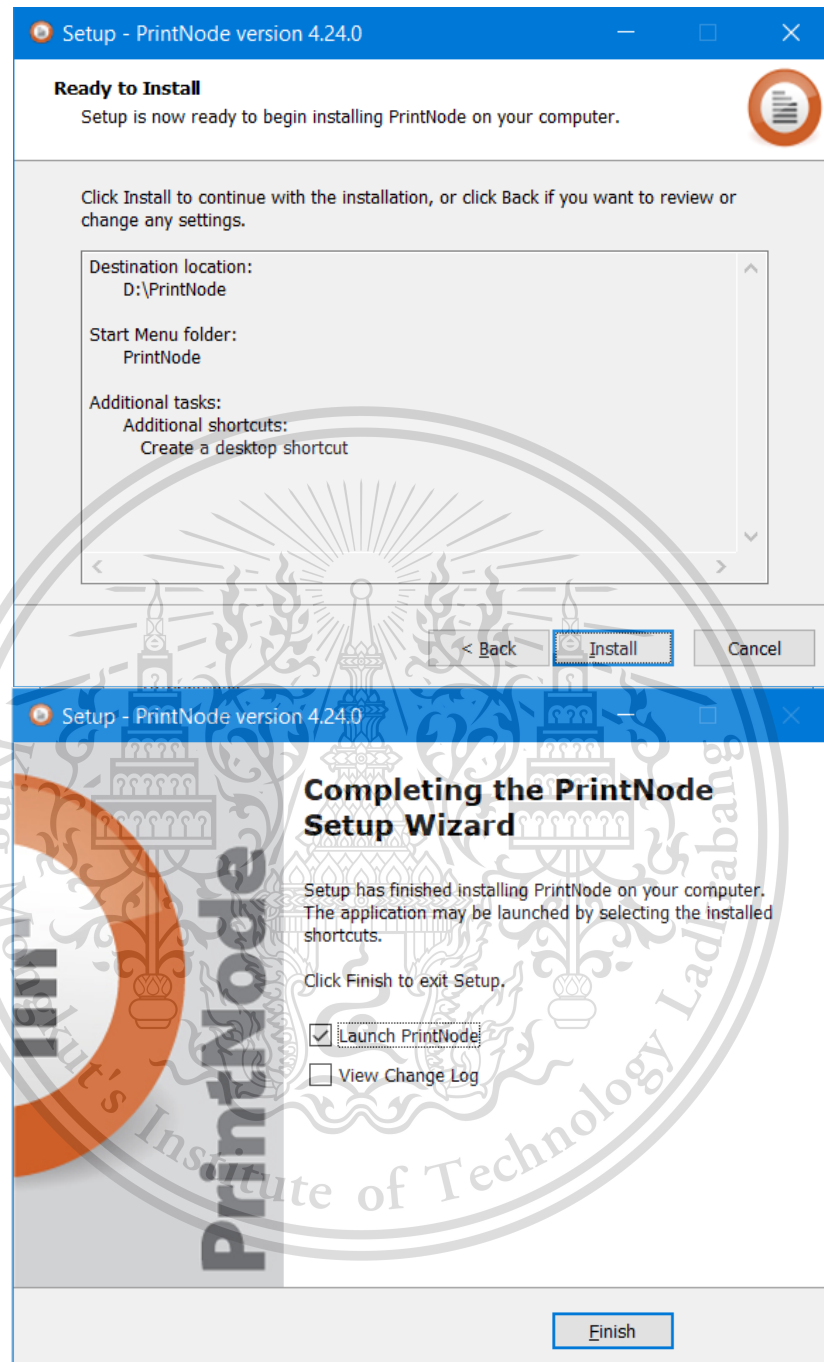 Setup - PrintNode version 4.24.0
Ready to Install
Setup is now ready to begin installing PrintNode on your computer.
Click Install to continue with the installation, or click Back if you want to review or
change any settings.
Destination location:
D:\PrintNode
Start Menu folder:
PrintNode
Additional tasks:
Additional shortcuts:
Create a desktop shortcut
< Back
Install
Cancel
Setup - PrintNode version 4.24.0
PrintNode
Completing the PrintNode
Setup Wizard
Setup has finished installing PrintNode on your computer.
The application may be launched by selecting the installed
shortcuts.
Click Finish to exit Setup.
Launch PrintNode
View Change Log
Finish
's Institute of Technology Ladkrabang